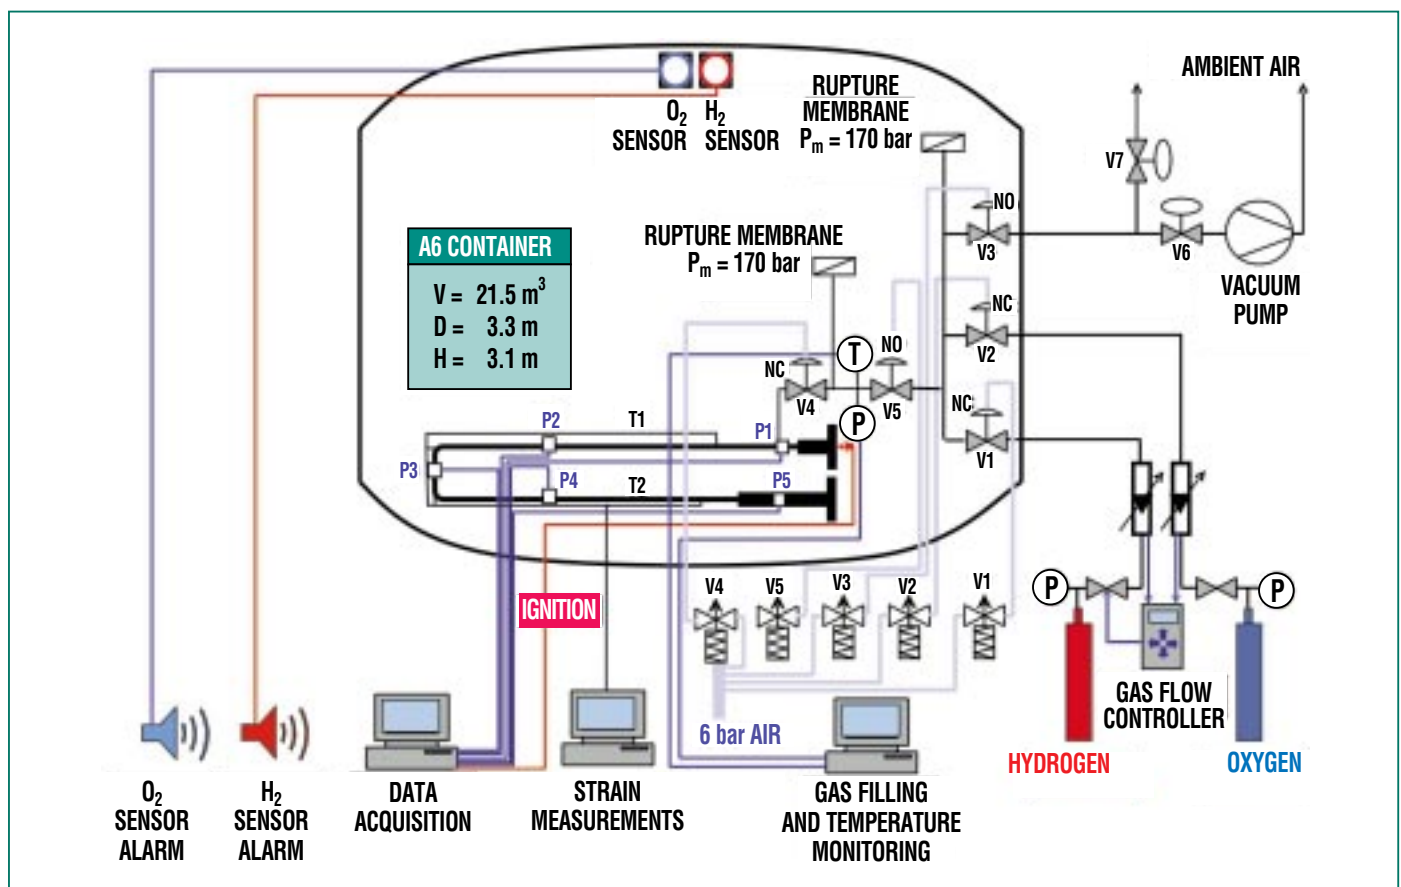 AMBIENT AIR
RUPTURE
MEMBRANE
Pm = 170 bar
O2
SENSOR
H2
SENSOR
V7
NO
V3
V6
VACUUM
PUMP
A6 CONTAINER
V = 21.5 m³
D = 3.3 m
H = 3.1 m
RUPTURE MEMBRANE
Pm = 170 bar
NC
V2
T
NO
NC
V4
V5
P
NC
V1
P2
T1
P1
P3
P4
T2
P5
IGNITION
V4
V5
V3
V2
V1
P
P
6 bar AIR
GAS FLOW
CONTROLLER
HYDROGEN
OXYGEN
O2
SENSOR
ALARM
H2
SENSOR
ALARM
DATA
ACQUISITION
STRAIN
MEASUREMENTS
GAS FILLING
AND TEMPERATURE
MONITORING